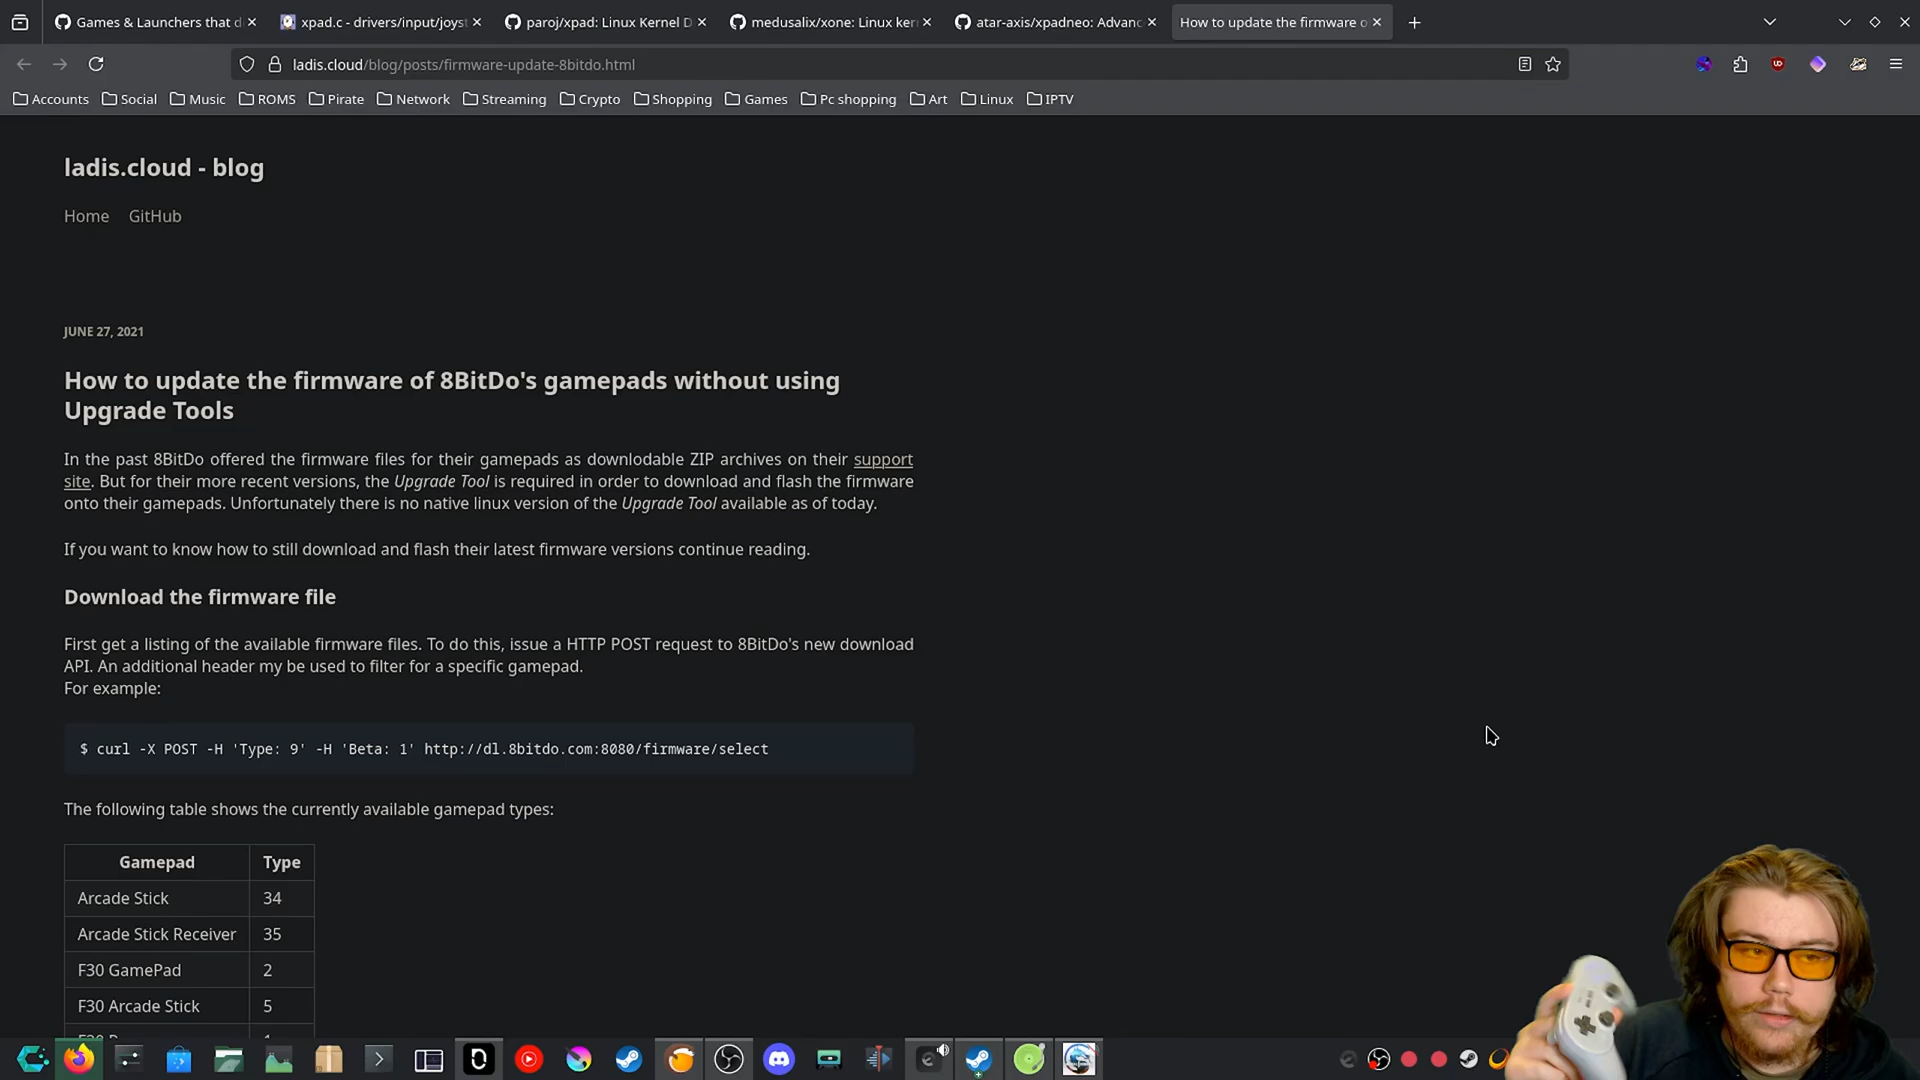 Games & Launchers that d
xpad.c - drivers/input/joyst
paroj/xpad: Linux Kernel D
medusalix/xone: Linux ker
atar-axis/xpadneo: Advanc
How to update the firmware o
ladis.cloud/blog/posts/firmware-update-8bitdo.html
Accounts Social Music ROMS Pirate Network Streaming Crypto Shopping Games Pc shopping Art Linux IPTV
ladis.cloud - blog
Home GitHub
JUNE 27, 2021
How to update the firmware of 8BitDo's gamepads without using
Upgrade Tools
In the past 8BitDo offered the firmware files for their gamepads as downlodable ZIP archives on their support
site. But for their more recent versions, the Upgrade Tool is required in order to download and flash the firmware
onto their gamepads. Unfortunately there is no native linux version of the Upgrade Tool available as of today.
If you want to know how to still download and flash their latest firmware versions continue reading.
Download the firmware file
First get a listing of the available firmware files. To do this, issue a HTTP POST request to 8BitDo's new download
API. An additional header my be used to filter for a specific gamepad.
For example:
$ curl -X POST -H 'Type: 9' -H 'Beta: 1' http://dl.8bitdo.com:8080/firmware/select
The following table shows the currently available gamepad types:
Gamepad Type
Arcade Stick 34
Arcade Stick Receiver 35
F30 GamePad 2
F30 Arcade Stick 5